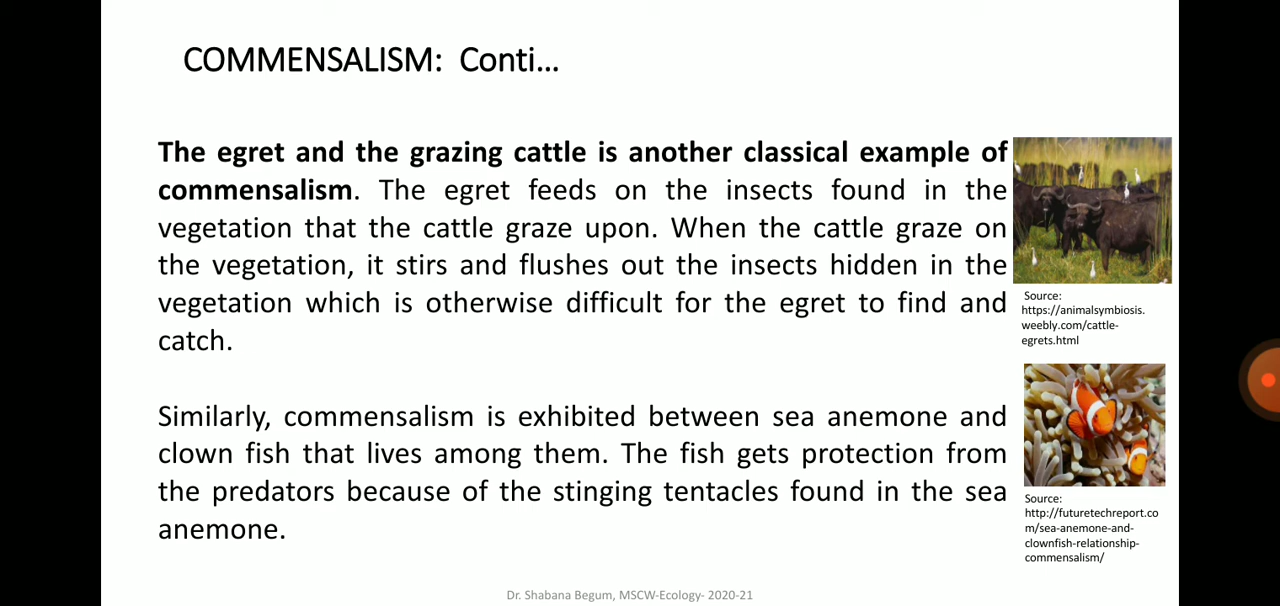 COMMENSALISM: Conti...
The egret and the grazing cattle is another classical example of
commensalism. The egret feeds on the insects found in the
vegetation that the cattle graze upon. When the cattle graze on
the vegetation, it stirs and flushes out the insects hidden in the
vegetation which is otherwise difficult for the egret to find and
catch.
Similarly, commensalism is exhibited between sea anemone and
clown fish that lives among them. The fish gets protection from
the predators because of the stinging tentacles found in the sea
anemone.
Source:
https://animalsymbiosis.
weebly.com/cattle-
egrets.html
Source:
http://futuretechreport.co
m/sea-anemone-and-
clownfish-relationship-
commensalism/
Dr. Shabana Begum, MSCW-Ecology- 2020-21